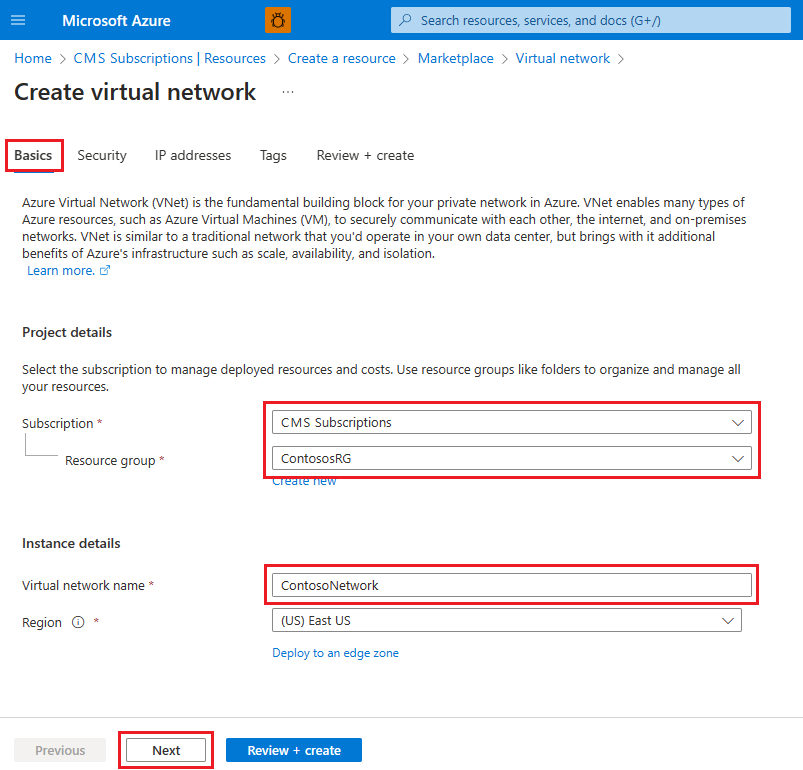 Microsoft Azure
Search resources, services, and docs (G+/)
Home > CMS Subscriptions | Resources > Create a resource > Marketplace > Virtual network >
Create virtual network ...
Basics Security IP addresses Tags Review + create
Azure Virtual Network (VNet) is the fundamental building block for your private network in Azure. VNet enables many types of
Azure resources, such as Azure Virtual Machines (VM), to securely communicate with each other, the internet, and on-premises
networks. VNet is similar to a traditional network that you'd operate in your own data center, but brings with it additional
benefits of Azure's infrastructure such as scale, availability, and isolation.
Learn more.
Project details
Select the subscription to manage deployed resources and costs. Use resource groups like folders to organize and manage all
your resources.
Subscription * CMS Subscriptions
Resource group * ContososRG
Create new
Instance details
Virtual network name * ContosoNetwork
Region * (US) East US
Deploy to an edge zone
Previous Next Review + create